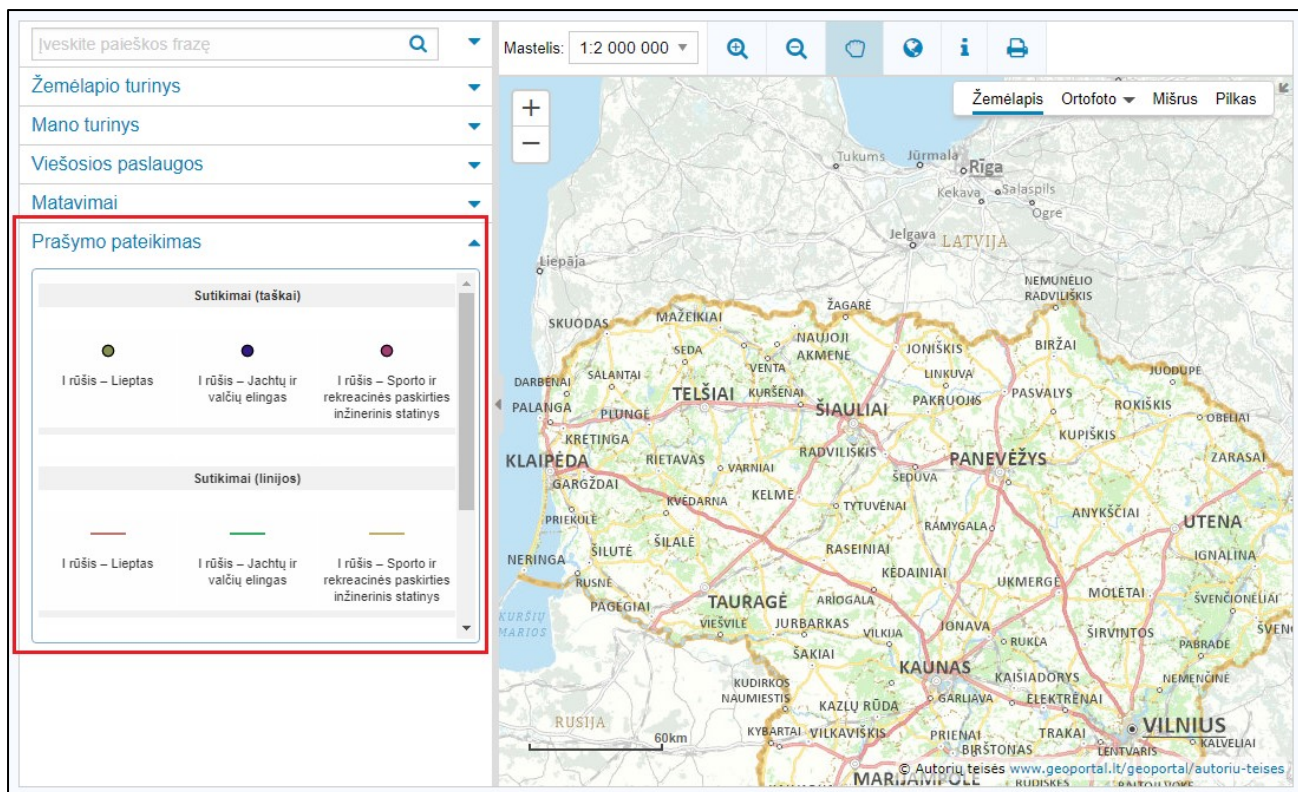 Įveskite paieškos frazę
Žemėlapio turinys
Mano turinys
Viešosios paslaugos
Matavimai
Prašymo pateikimas
Sutikimai (taškai)
I rūšis – Lieptas
I rūšis – Jachtų ir
valčių elingas
I rūšis – Sporto ir
rekreacinės paskirties
inžinerinis statinys
Sutikimai (linijos)
I rūšis – Lieptas
I rūšis – Jachtų ir
valčių elingas
I rūšis – Sporto ir
rekreacinės paskirties
inžinerinis statinys
Mastelis: 1:2 000 000
Žemėlapis Ortofoto Mišrus Pilkas
+
−
Tukums Jūrmala Rīga
Kekava Salaspils
Ogre
Jelgava LATVIJA
Liepāja
NEMUNĖLIO
RADVILIŠKIS
ŽAGARĖ
SKUODAS MAŽEIKIAI
NAUJOJI
AKMENĖ
SEDA VENTA
JONIŠKIS BIRŽAI
LINKUVA JUODUPĖ
DARBĖNAI SALANTAI
TELŠIAI KURŠĖNAI
PALANGA PLUNGĖ
ŠIAULIAI PAKRUOJIS PASVALYS
ROKIŠKIS OBELIAI
KRETINGA KUPIŠKIS
KLAIPĖDA RIETAVAS VARNIAI RADVILIŠKIS PANEVĖŽYS ZARASAI
GARGŽDAI ŠEDUVA
KVĖDARNA KELMĖ TYTUVĖNAI
PRIEKULĖ RAMYGALA ANYKŠČIAI UTENA
NERINGA ŠILUTĖ ŠILALĖ RASEINIAI IGNALINA
RUSNĖ KĖDAINIAI UKMERGĖ
PAGĖGIAI TAURAGĖ ARIOGALA MOLĖTAI ŠVENČIONĖLIAI
KURŠIŲ
MARIOS
VIEŠVILĖ JURBARKAS VILKIJA JONAVA RUKLA ŠIRVINTOS ŠVEN
ŠAKIAI PABRADĖ
KAUNAS
KUDIRKOS
NAUMIESTIS
KAIŠIADORYS NEMENČINĖ
KAZLŲ RŪDA GARLIAVA ELEKTRĖNAI
RUSIJA
60km
KYBARTAI VILKAVIŠKIS PRIENAI TRAKAI VILNIUS
BIRŠTONAS LENTVARIS KALVELIAI
© Autorių teisės www.geoportal.lt/geoportal/autoriu-teises
MARIJAMPOLĖ RŪDIŠKĖS